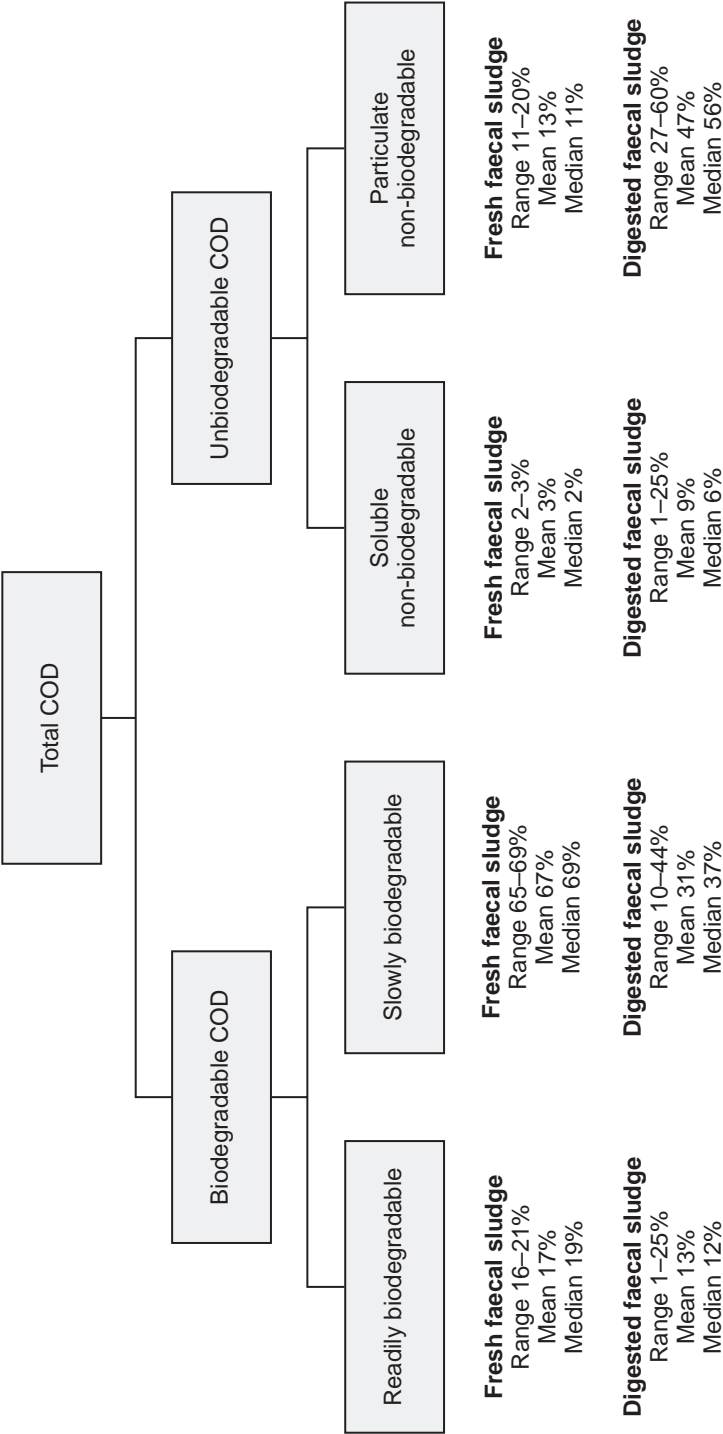 Total COD
Biodegradable COD
Unbiodegradable COD
Readily biodegradable
Slowly biodegradable
Soluble
non-biodegradable
Particulate
non-biodegradable
Fresh faecal sludge
Range 16–21%
Mean 17%
Median 19%
Digested faecal sludge
Range 1–25%
Mean 13%
Median 12%
Fresh faecal sludge
Range 65–69%
Mean 67%
Median 69%
Digested faecal sludge
Range 10–44%
Mean 31%
Median 37%
Fresh faecal sludge
Range 2–3%
Mean 3%
Median 2%
Digested faecal sludge
Range 1–25%
Mean 9%
Median 6%
Fresh faecal sludge
Range 11–20%
Mean 13%
Median 11%
Digested faecal sludge
Range 27–60%
Mean 47%
Median 56%